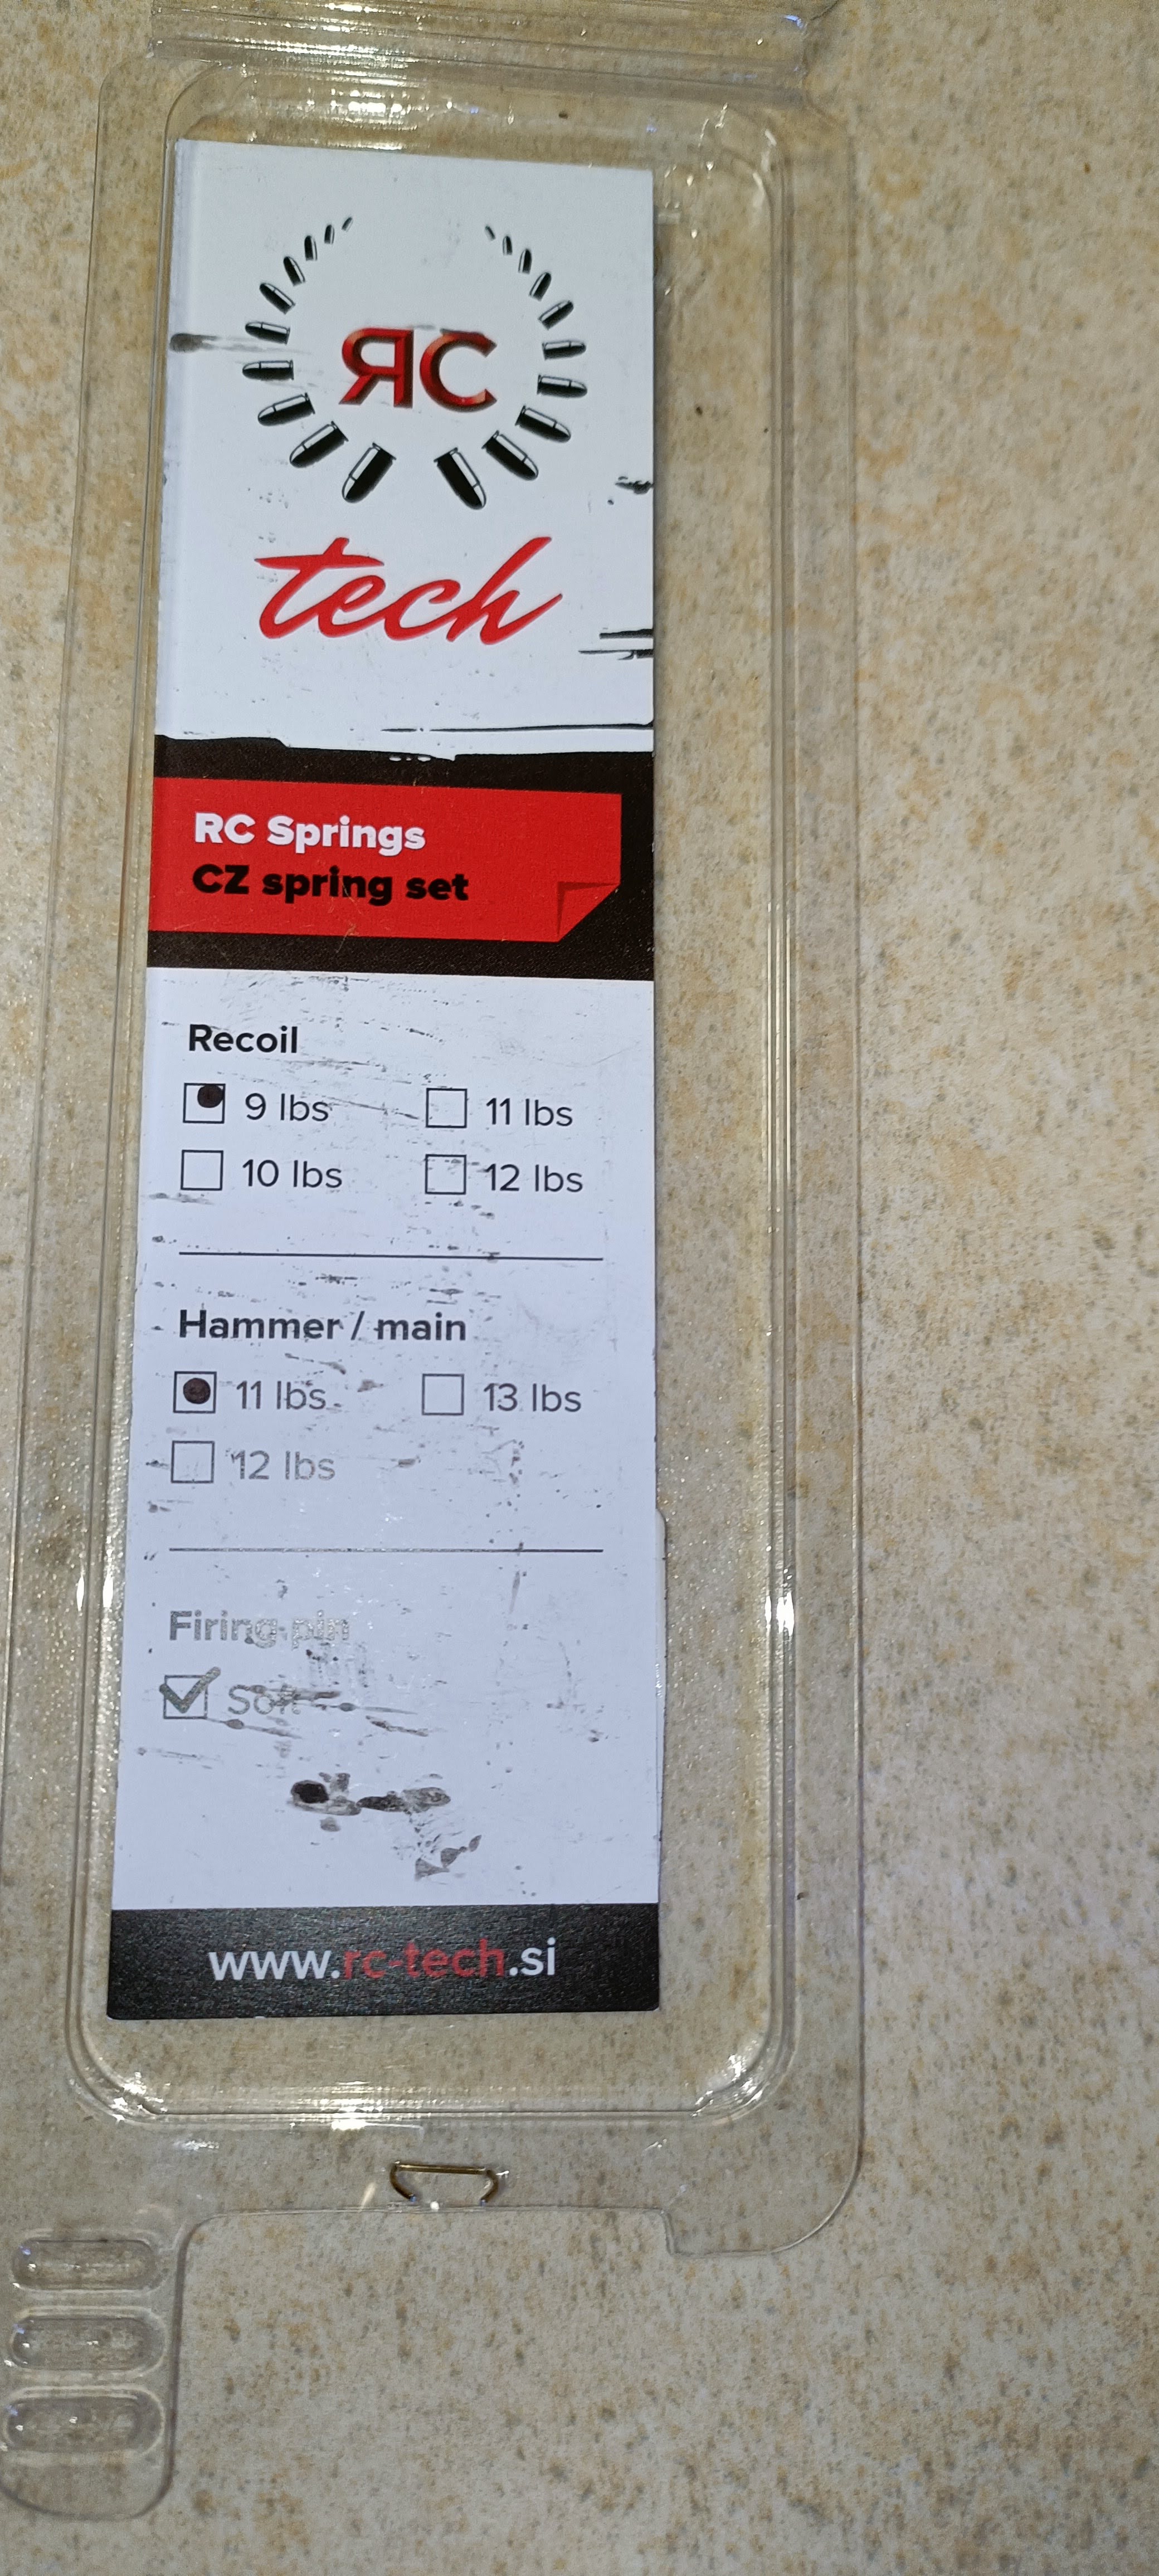 RC
tech
RC Springs
CZ spring set
Recoil
9 lbs
11 lbs
10 lbs
12 lbs
Hammer / main
11 lbs
13 lbs
12 lbs
Firing pin
Soft
www.rc-tech.si